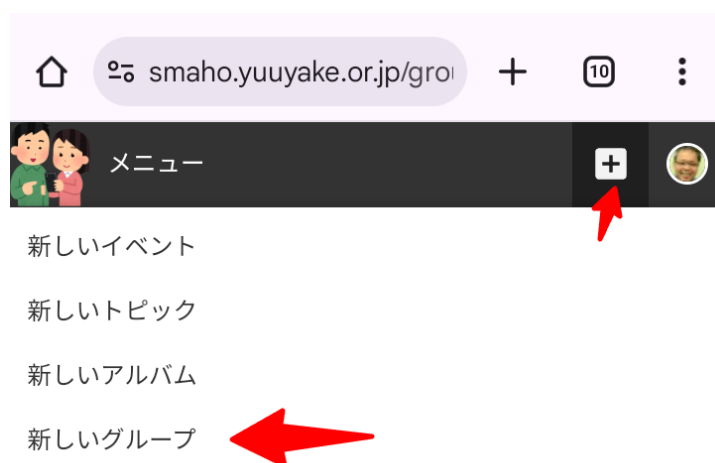 smaho.yuuyake.or.jp/gro
10
メニュー
新しいイベント
新しいトピック
新しいアルバム
新しいグループ